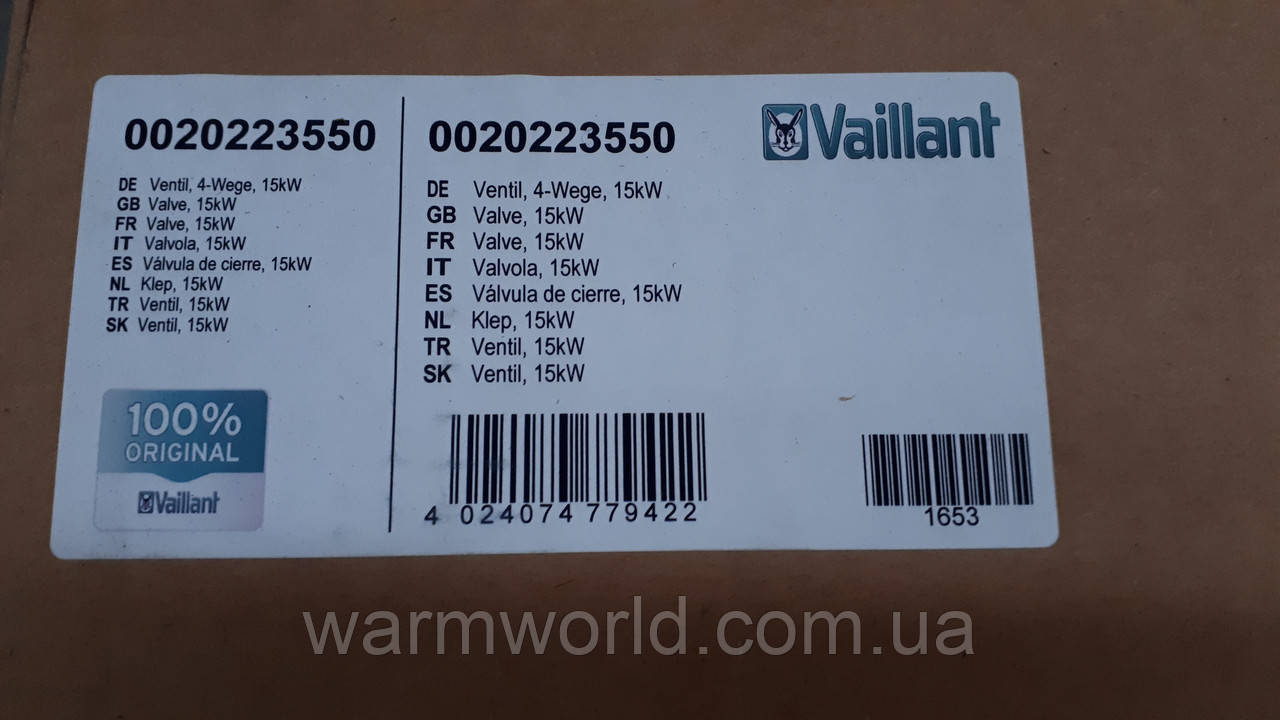 0020223550
DE Ventil, 4-Wege, 15kW
GB Valve, 15kW
FR Valve, 15kW
IT Valvola, 15kW
ES Válvula de cierre, 15kW
NL Klep, 15kW
TR Ventil, 15kW
SK Ventil, 15kW
100%
ORIGINAL
Vaillant
0020223550
Vaillant
DE Ventil, 4-Wege, 15kW
GB Valve, 15kW
FR Valve, 15kW
IT Valvola, 15kW
ES Válvula de cierre, 15kW
NL Klep, 15kW
TR Ventil, 15kW
SK Ventil, 15kW
4 024074 779422
1653
warmworld.com.ua